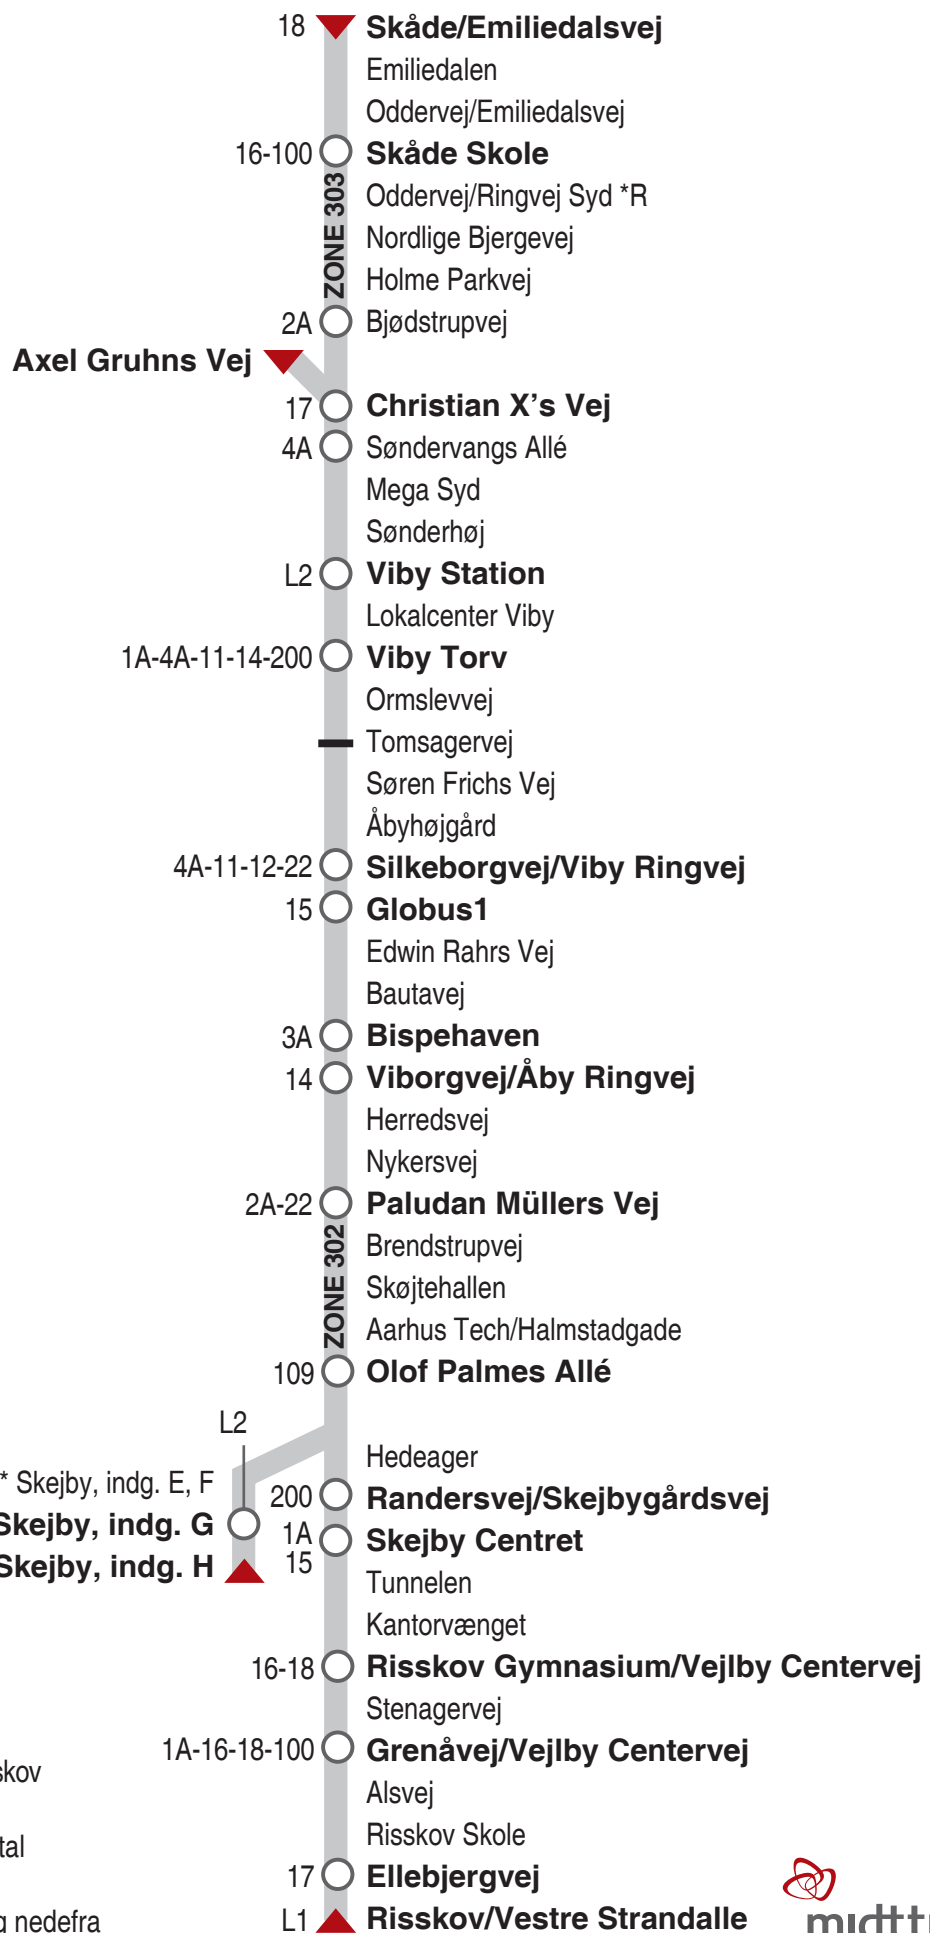 18 Skåde/Emiliedalsvej
Emiliedalen
Oddervej/Emiliedalsvej
16-100 Skåde Skole
ZONE 303
Oddervej/Ringvej Syd *R
Nordlige Bjergevej
Holme Parkvej
2A Bjødstrupvej
Axel Gruhns Vej
17 Christian X's Vej
4A Søndervangs Allé
Mega Syd
Sønderhøj
L2 Viby Station
Lokalcenter Viby
1A-4A-11-14-200 Viby Torv
Ormslevvej
Tomsagervej
Søren Frichs Vej
Åbyhøjgård
4A-11-12-22 Silkeborgvej/Viby Ringvej
15 Globus1
Edwin Rahrs Vej
Bautavej
3A Bispehaven
14 Viborgvej/Åby Ringvej
Herredsvej
Nykersvej
2A-22 Paludan Müllers Vej
ZONE 302
Brendstrupvej
Skøjtehallen
Aarhus Tech/Halmstadgade
109 Olof Palmes Allé
L2
Hedeager
* Skejby, indg. E, F
200 Randersvej/Skejbygårdsvej
Skejby, indg. G
1A Skejby Centret
15
Skejby, indg. H
Tunnelen
Kantorvænget
16-18 Risskov Gymnasium/Vejlby Centervej
Stenagervej
1A-16-18-100 Grenåvej/Vejlby Centervej
Alsvej
Risskov Skole
17 Ellebjergvej
nedefra
L1 Risskov/Vestre Strandalle